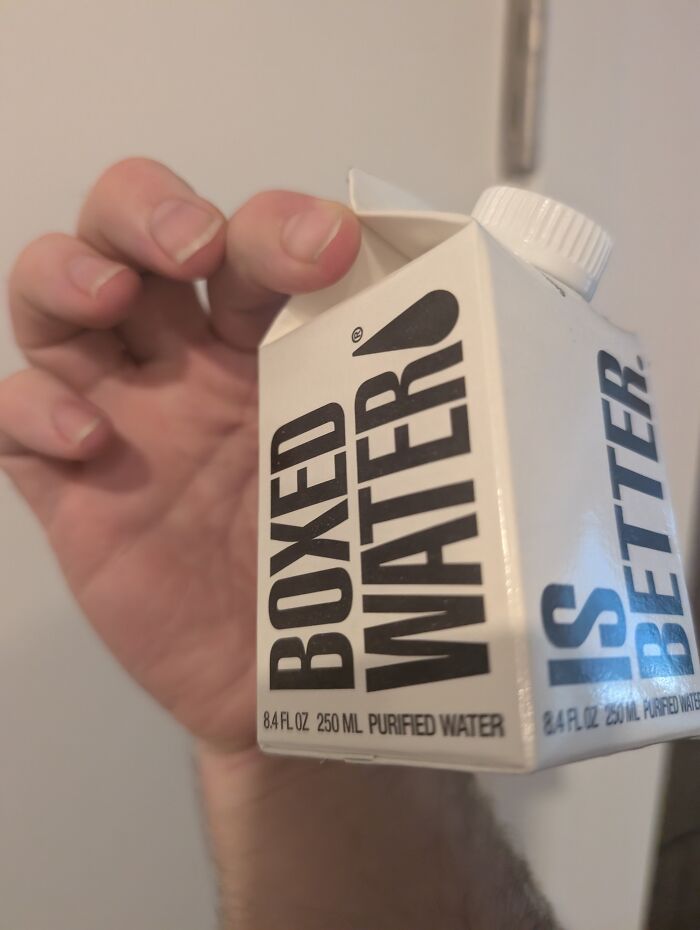 BOXED
WATER®
8.4 FL OZ 250 ML PURIFIED WATER
IS
BETTER.
8.4 FL OZ 250 ML PURIFIED WATER